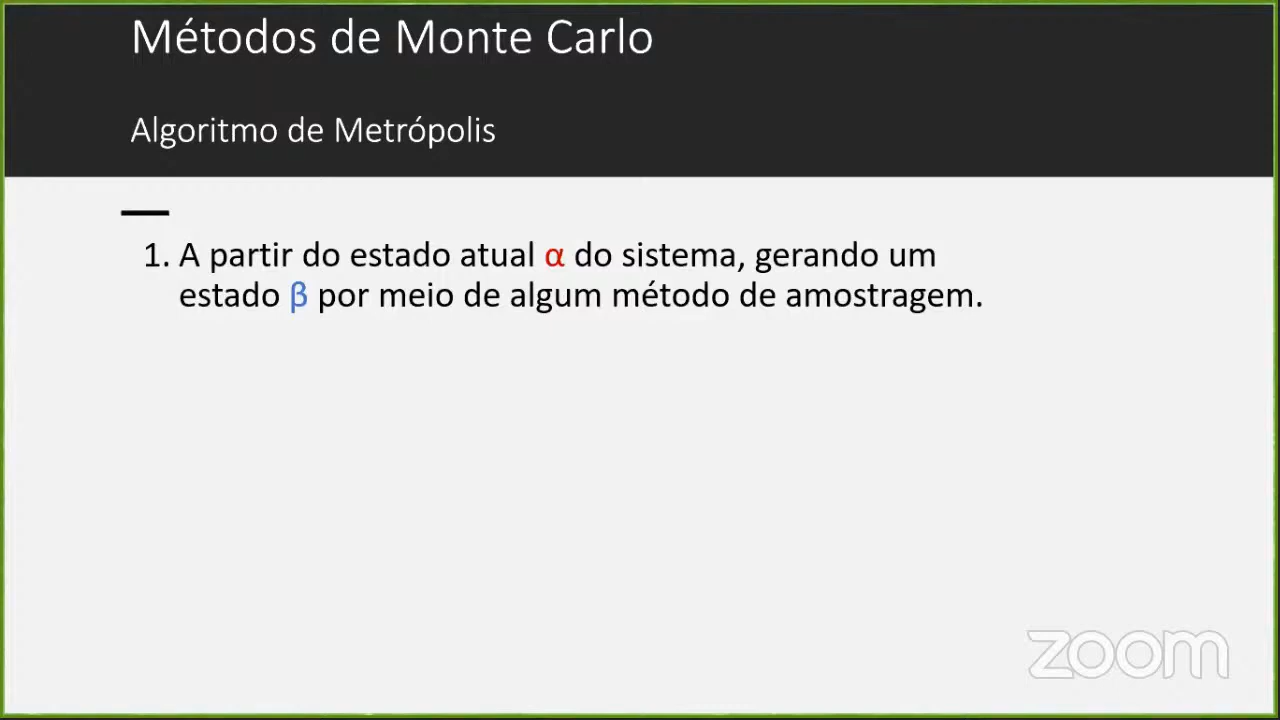 Métodos de Monte Carlo
Algoritmo de Metrópolis
1. A partir do estado atual α do sistema, gerando um
estado β por meio de algum método de amostragem.
zoom